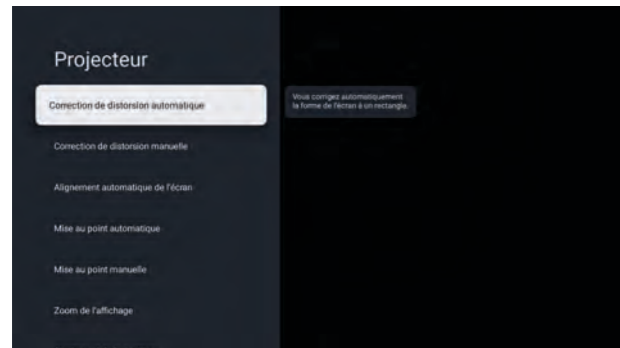 Projecteur
Correction de distorsion automatique
Vous corrigez automatiquement
la forme de l'écran à un rectangle.
Correction de distorsion manuelle
Alignement automatique de l'écran
Mise au point automatique
Mise au point manuelle
Zoom de l'affichage